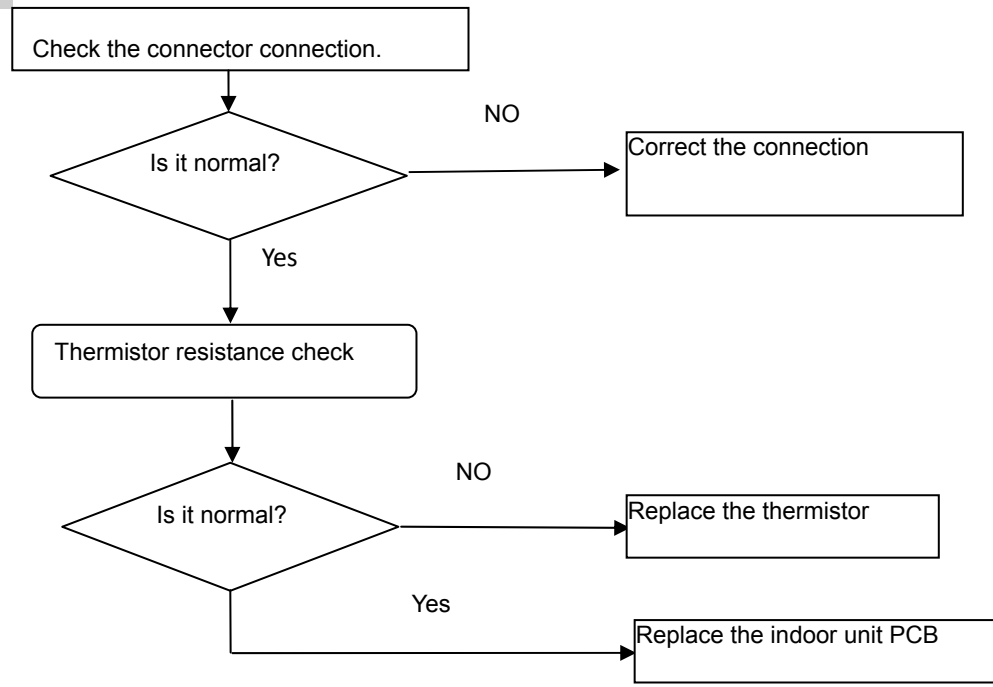 Check the connector connection.
NO
Is it normal?
Correct the connection
Yes
Thermistor resistance check
NO
Is it normal?
Replace the thermistor
Yes
Replace the indoor unit PCB